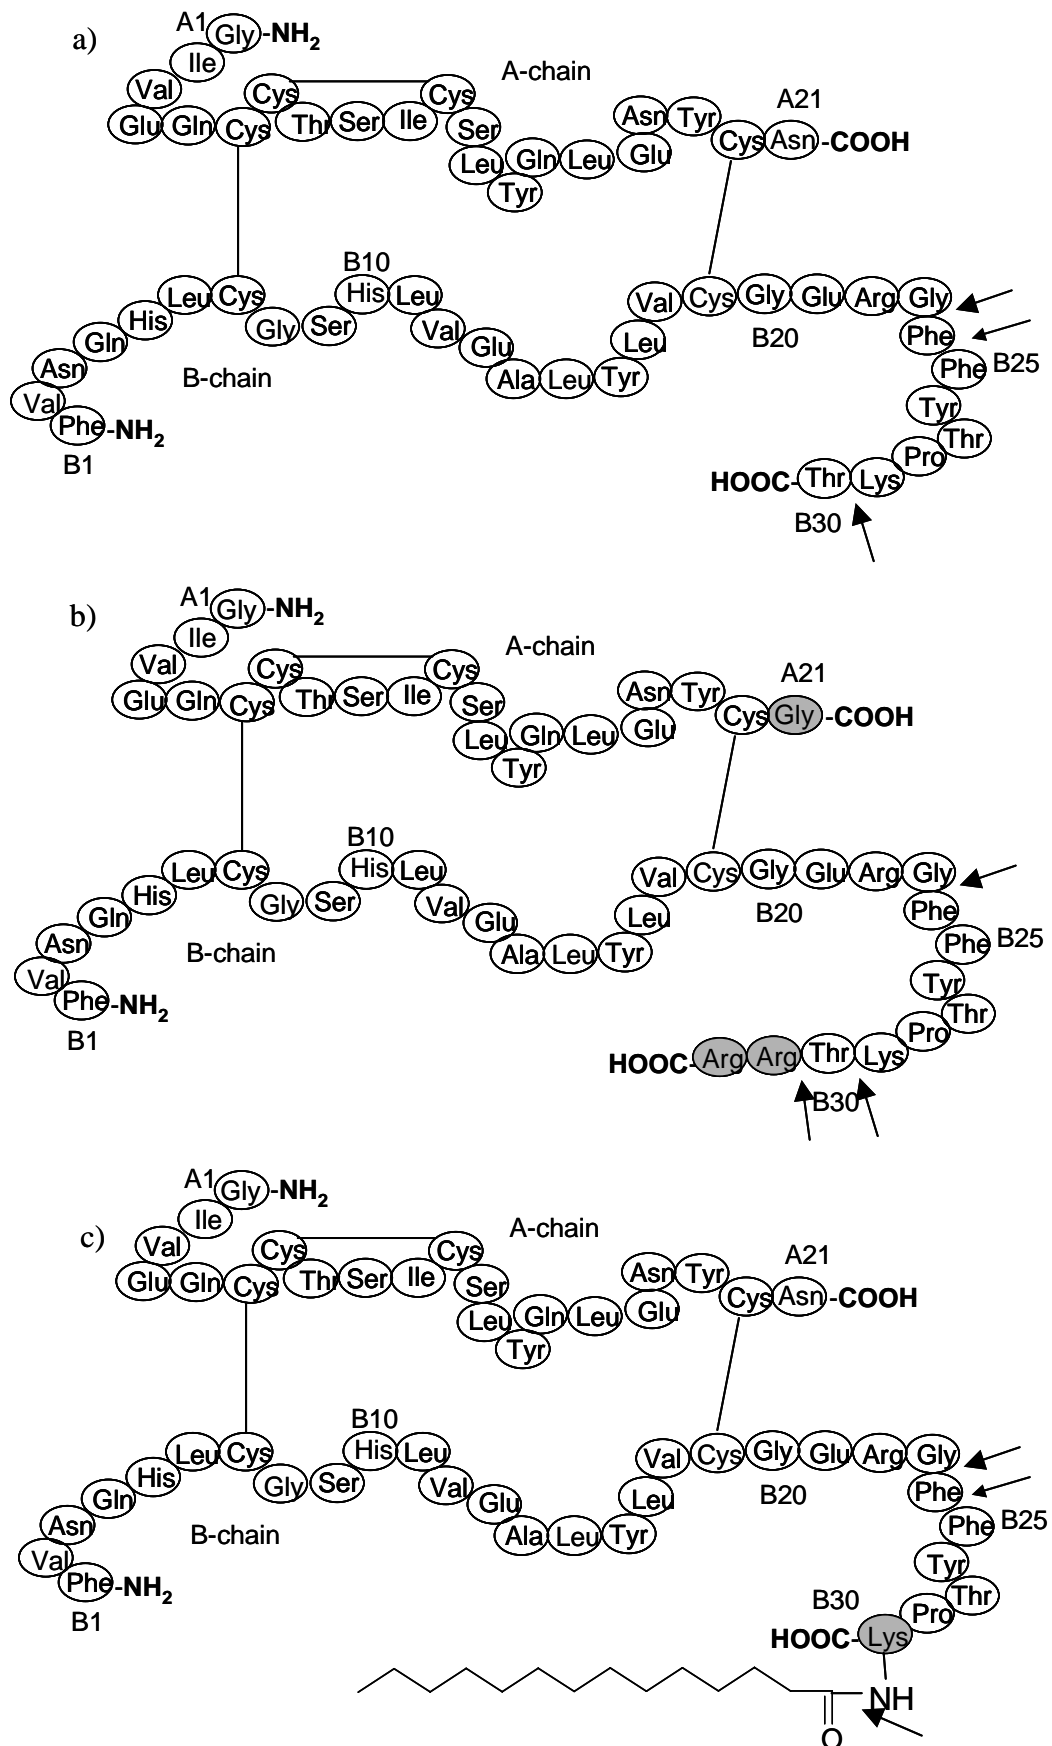 a)
A1 Gly-NH2
Ile
Val
Glu Gln Cys Cys Thr Ser Ile Cys
A-chain
Ser
Leu Tyr Gln Leu Glu
Asn Tyr
Cys Asn-COOH
A21
B10
Leu Cys Gly Ser His Leu
His
Gln
Asn
Val
Phe-NH2
B1
B-chain
Val Glu
Ala Leu Tyr
Leu
Val Cys Gly Glu Arg Gly
B20
Phe
Phe B25
Tyr
Thr
Pro
HOOC-Thr Lys
B30
b)
A1 Gly-NH2
Ile
Val
Glu Gln Cys Cys Thr Ser Ile Cys
A-chain
Ser
Leu Tyr Gln Leu Glu
Asn Tyr
Cys Gly-COOH
A21
B10
Leu Cys Gly Ser His Leu
His
Gln
Asn
Val
Phe-NH2
B1
B-chain
Val Glu
Ala Leu Tyr
Leu
Val Cys Gly Glu Arg Gly
B20
Phe
Phe B25
Tyr
Thr
Pro
HOOC-Arg Arg Thr Lys
B30
c)
A1 Gly-NH2
Ile
Val
Glu Gln Cys Cys Thr Ser Ile Cys
A-chain
Ser
Leu Tyr Gln Leu Glu
Asn Tyr
Cys Asn-COOH
A21
B10
Leu Cys Gly Ser His Leu
His
Gln
Asn
Val
Phe-NH2
B1
B-chain
Val Glu
Ala Leu Tyr
Leu
Val Cys Gly Glu Arg Gly
B20
Phe
Phe B25
Tyr
Thr
Pro
B30
HOOC-Lys
NH
O